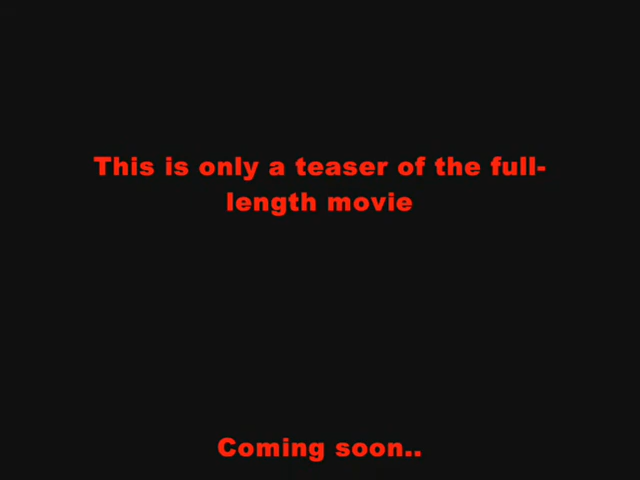 This is only a teaser of the full-
length movie
Coming soon..